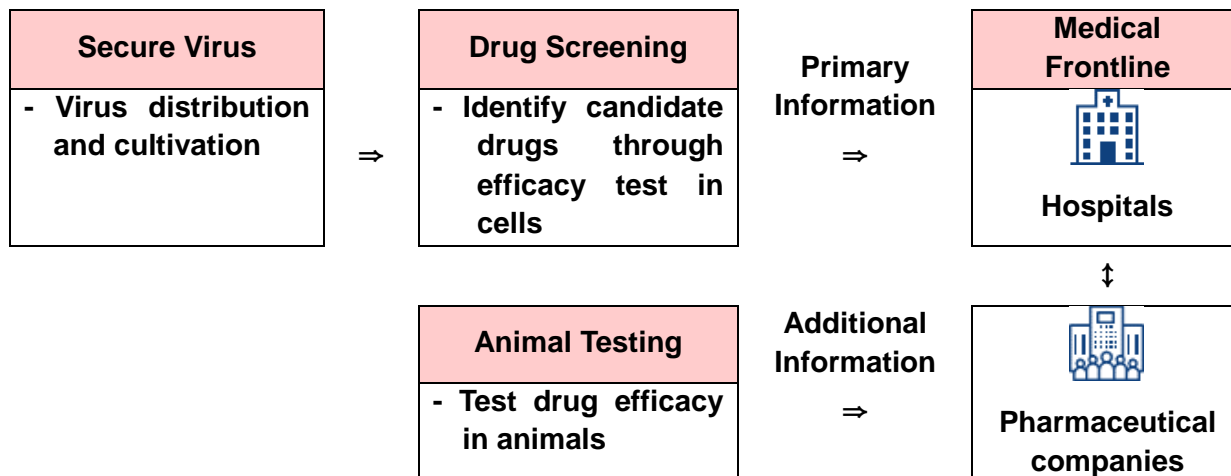 Secure Virus
- Virus distribution
and cultivation
⇒
Drug Screening
- Identify candidate
drugs through
efficacy test in
cells
Primary
Information
⇒
Medical
Frontline
Hospitals
↕
Animal Testing
- Test drug efficacy
in animals
Additional
Information
⇒
Pharmaceutical
companies